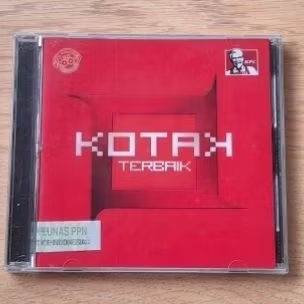 KFC
KOTAK
TERBAIK
LUNAS PPN